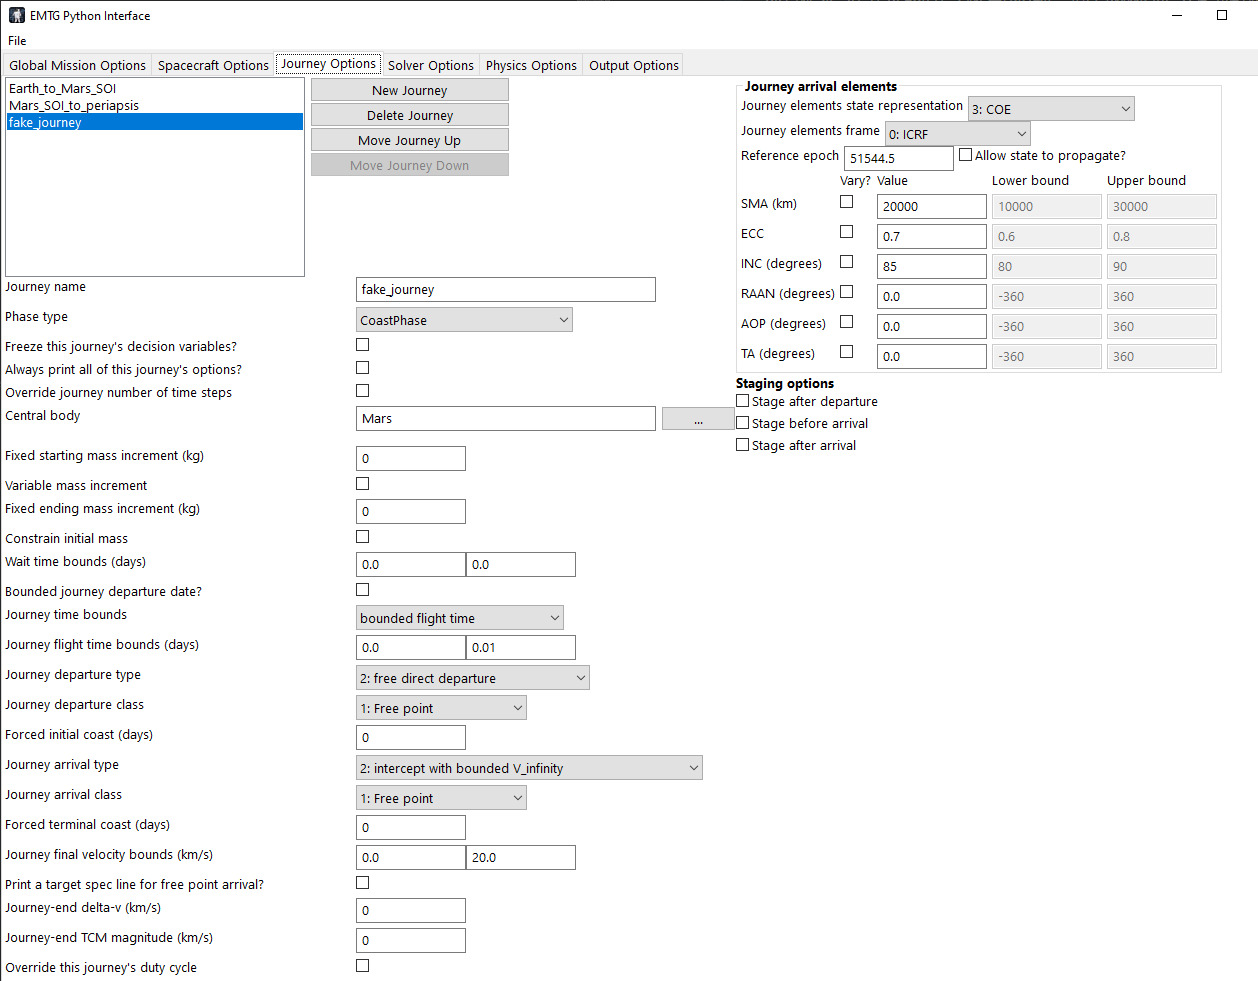 EMTG Python Interface
File
Global Mission Options Spacecraft Options Journey Options Solver Options Physics Options Output Options
Earth_to_Mars_SOI
Mars_SOI_to_periapsis
fake_journey
New Journey
Delete Journey
Move Journey Up
Move Journey Down
Journey name fake_journey
Phase type CoastPhase
Freeze this journey's decision variables?
Always print all of this journey's options?
Override journey number of time steps
Central body Mars ...
Fixed starting mass increment (kg) 0
Variable mass increment
Fixed ending mass increment (kg) 0
Constrain initial mass
Wait time bounds (days) 0.0 0.0
Bounded journey departure date?
Journey time bounds bounded flight time
Journey flight time bounds (days) 0.0 0.01
Journey departure type 2: free direct departure
Journey departure class 1: Free point
Forced initial coast (days) 0
Journey arrival type 2: intercept with bounded V_infinity
Journey arrival class 1: Free point
Forced terminal coast (days) 0
Journey final velocity bounds (km/s) 0.0 20.0
Print a target spec line for free point arrival?
Journey-end delta-v (km/s) 0
Journey-end TCM magnitude (km/s) 0
Override this journey's duty cycle
Journey arrival elements
Journey elements state representation 3: COE
Journey elements frame 0: ICRF
Reference epoch 51544.5 Allow state to propagate?
Vary? Value Lower bound Upper bound
SMA (km) 20000 10000 30000
ECC 0.7 0.6 0.8
INC (degrees) 85 80 90
RAAN (degrees) 0.0 -360 360
AOP (degrees) 0.0 -360 360
TA (degrees) 0.0 -360 360
Staging options
Stage after departure
Stage before arrival
Stage after arrival